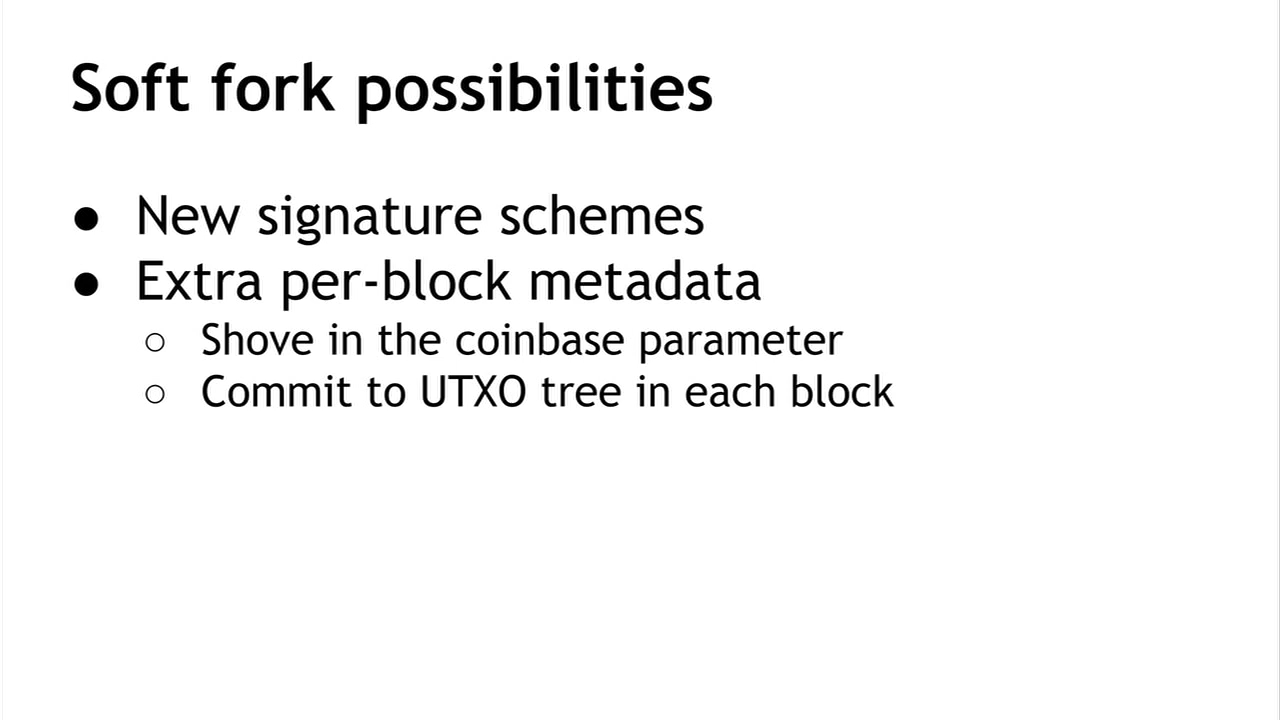 Soft fork possibilities
● New signature schemes
● Extra per-block metadata
○ Shove in the coinbase parameter
○ Commit to UTXO tree in each block